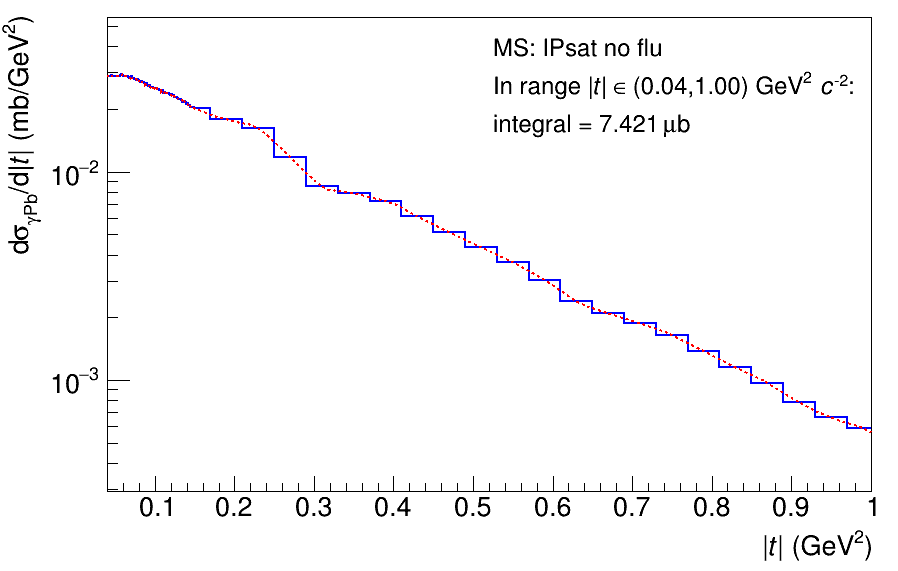 dσγPb/d|t| (mb/GeV²)
MS: IPsat no flu
In range |t| ∈ (0.04,1.00) GeV² c⁻²:
integral = 7.421 μb
10⁻²
10⁻³
0.1 0.2 0.3 0.4 0.5 0.6 0.7 0.8 0.9 1
|t| (GeV²)